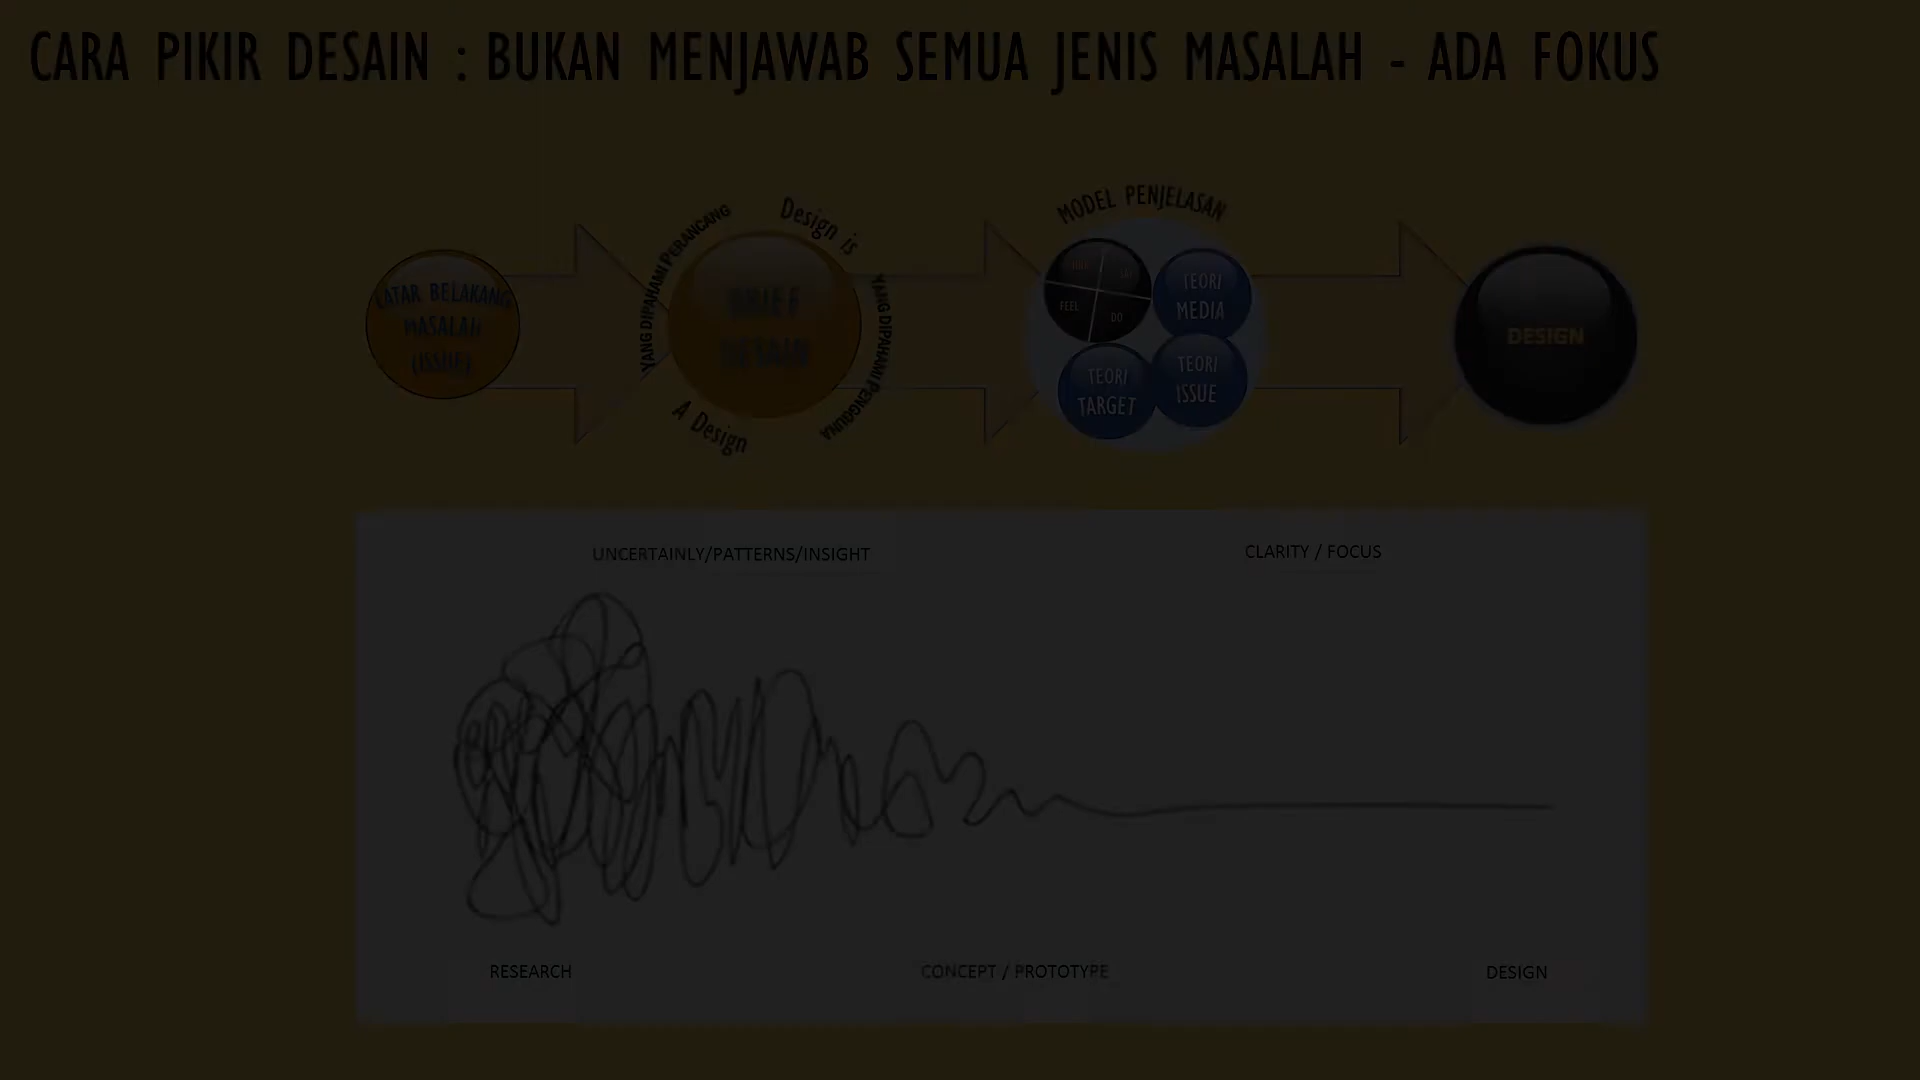 CARA PIKIR DESAIN : BUKAN MENJAWAB SEMUA JENIS MASALAH - ADA FOKUS
LATAR BELAKANG
MASALAH
(ISSUE)
YANG DIPAHAMI PERANCANG
Design is
BRIEF
DESAIN
YANG DIPAHAMI PENGGUNA
A Design
MODEL PENJELASAN
SAY
FEEL
DO
TEORI
MEDIA
TEORI
TARGET
TEORI
ISSUE
DESIGN
UNCERTAINLY/PATTERNS/INSIGHT
CLARITY / FOCUS
RESEARCH
CONCEPT / PROTOTYPE
DESIGN